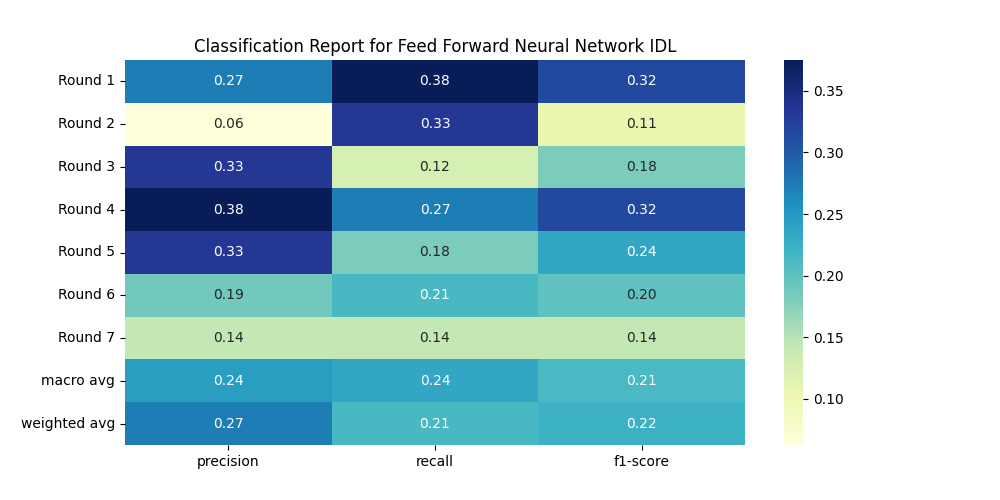 Classification Report for Feed Forward Neural Network IDL
Round 1 0.27 0.38 0.32
Round 2 0.06 0.33 0.11
Round 3 0.33 0.12 0.18
Round 4 0.38 0.27 0.32
Round 5 0.33 0.18 0.24
Round 6 0.19 0.21 0.20
Round 7 0.14 0.14 0.14
macro avg 0.24 0.24 0.21
weighted avg 0.27 0.21 0.22
precision recall f1-score
0.35
0.30
0.25
0.20
0.15
0.10